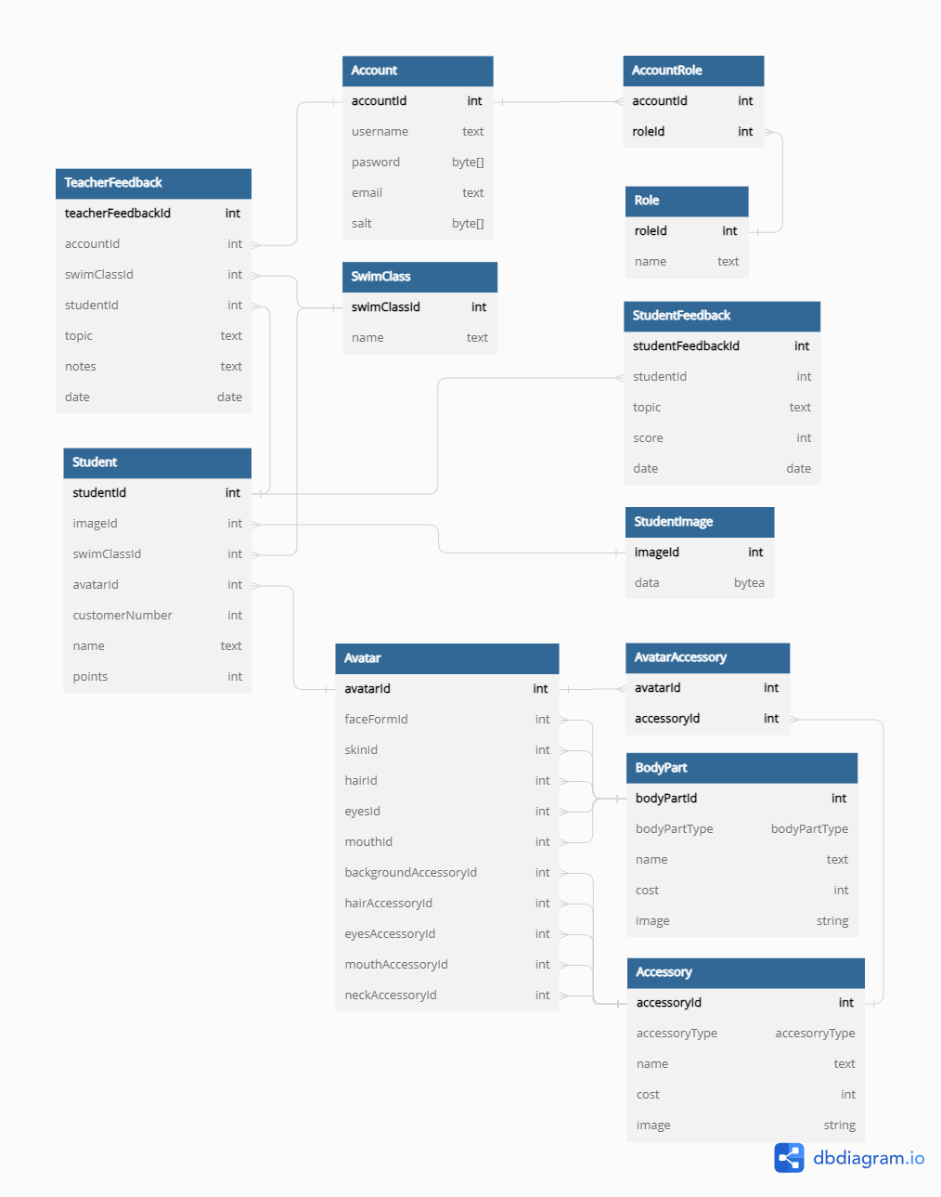 Account
accountId int
username text
pasword byte[]
email text
salt byte[]
AccountRole
accountId int
roleId int
TeacherFeedback
teacherFeedbackId int
accountId int
swimClassId int
studentId int
topic text
notes text
date date
Role
roleId int
name text
SwimClass
swimClassId int
name text
StudentFeedback
studentFeedbackId int
studentId int
topic text
score int
date date
Student
studentId int
imageId int
swimClassId int
avatarId int
customerNumber int
name text
points int
StudentImage
imageId int
data bytea
Avatar
avatarId int
faceFormId int
skinId int
hairId int
eyesId int
mouthId int
backgroundAccessoryId int
hairAccessoryId int
eyesAccessoryId int
mouthAccessoryId int
neckAccessoryId int
AvatarAccessory
avatarId int
accessoryId int
BodyPart
bodyPartId int
bodyPartType bodyPartType
name text
cost int
image string
Accessory
accessoryId int
accessoryType accesorryType
name text
cost int
image string
dbdiagram.io